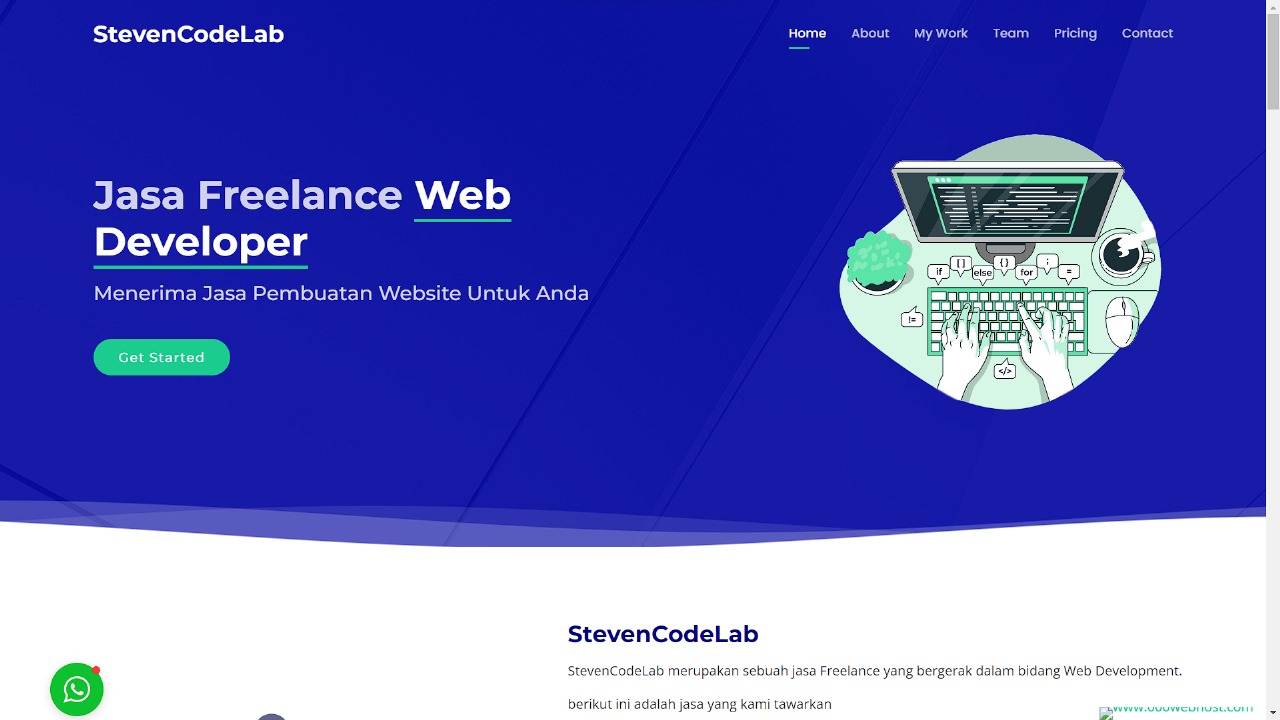 StevenCodeLab
Home About My Work Team Pricing Contact
Jasa Freelance Web
Developer
Menerima Jasa Pembuatan Website Untuk Anda
Get Started
if [] else {} for ; =
!=
</>
StevenCodeLab
StevenCodeLab merupakan sebuah jasa Freelance yang bergerak dalam bidang Web Development.
berikut ini adalah jasa yang kami tawarkan
www.000webhost.com